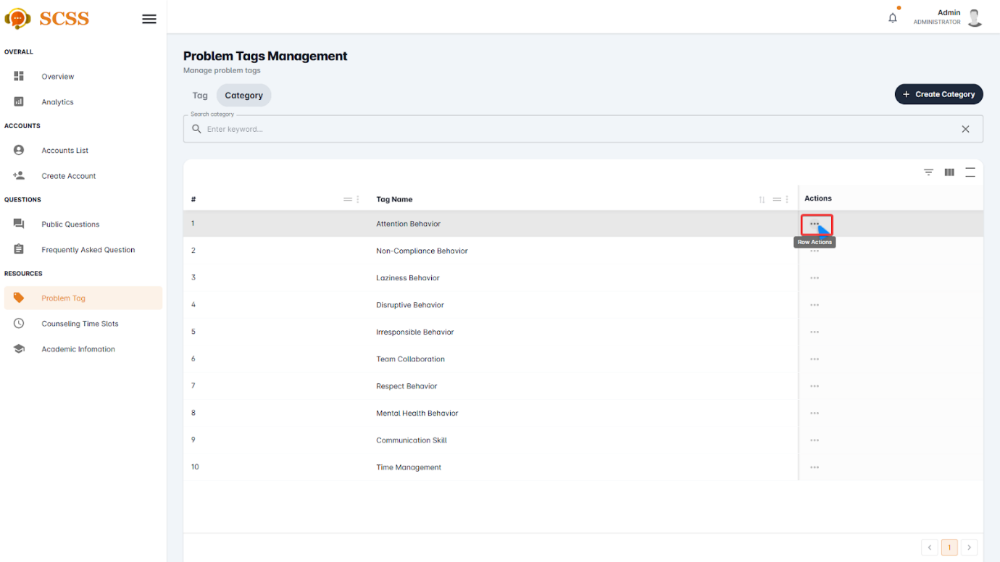 SCSS
Admin
ADMINISTRATOR
OVERALL
Overview
Analytics
ACCOUNTS
Accounts List
Create Account
QUESTIONS
Public Questions
Frequently Asked Question
RESOURCES
Problem Tag
Counseling Time Slots
Academic Infomation
Problem Tags Management
Manage problem tags
Tag Category
+ Create Category
Search category
Enter keyword...
# Tag Name Actions
1 Attention Behavior
Row Actions
2 Non-Compliance Behavior
3 Laziness Behavior
4 Disruptive Behavior
5 Irresponsible Behavior
6 Team Collaboration
7 Respect Behavior
8 Mental Health Behavior
9 Communication Skill
10 Time Management
1